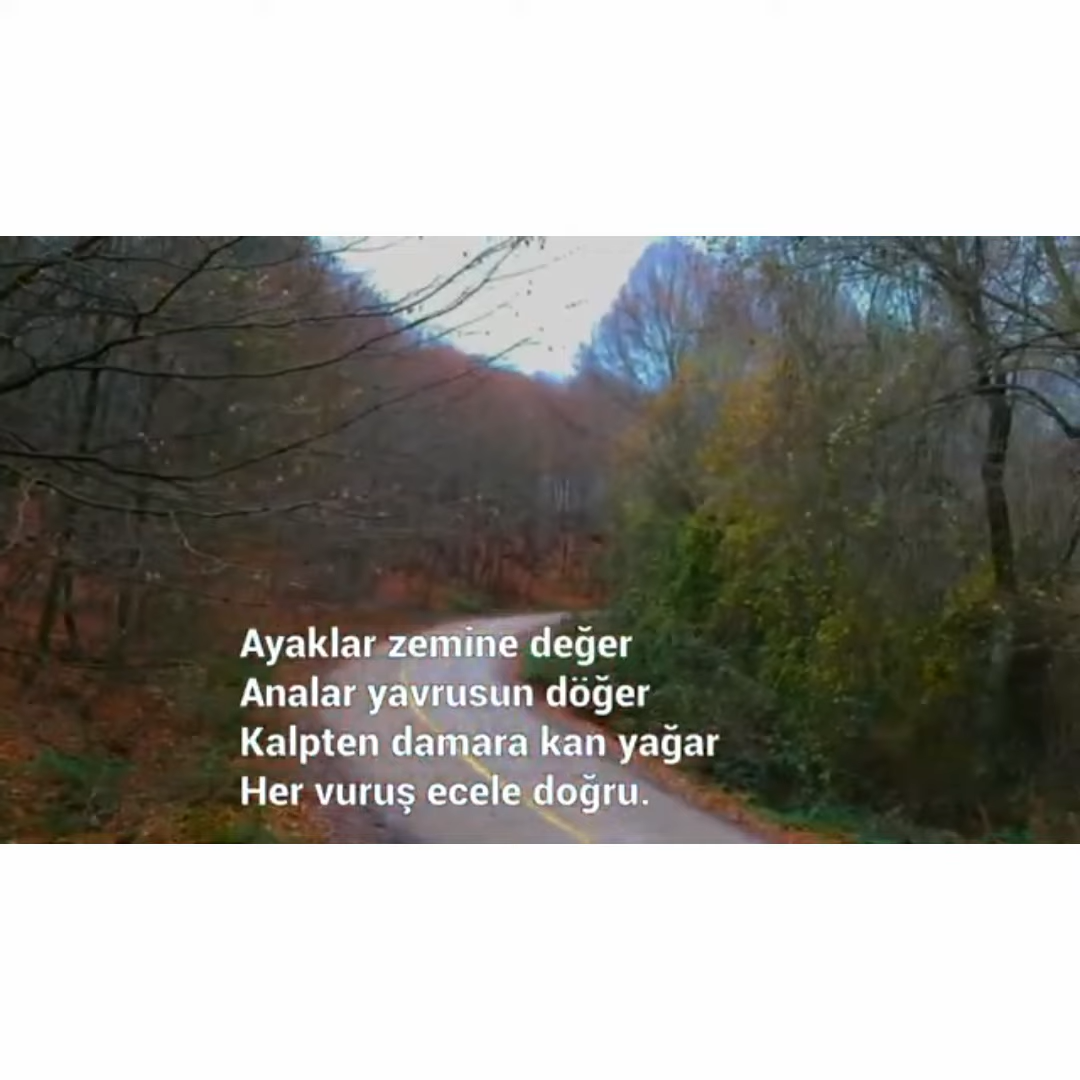 Ayaklar zemine değer
Analar yavrusun döğer
Kalpten damara kan yağar
Her vuruş ecele doğru.